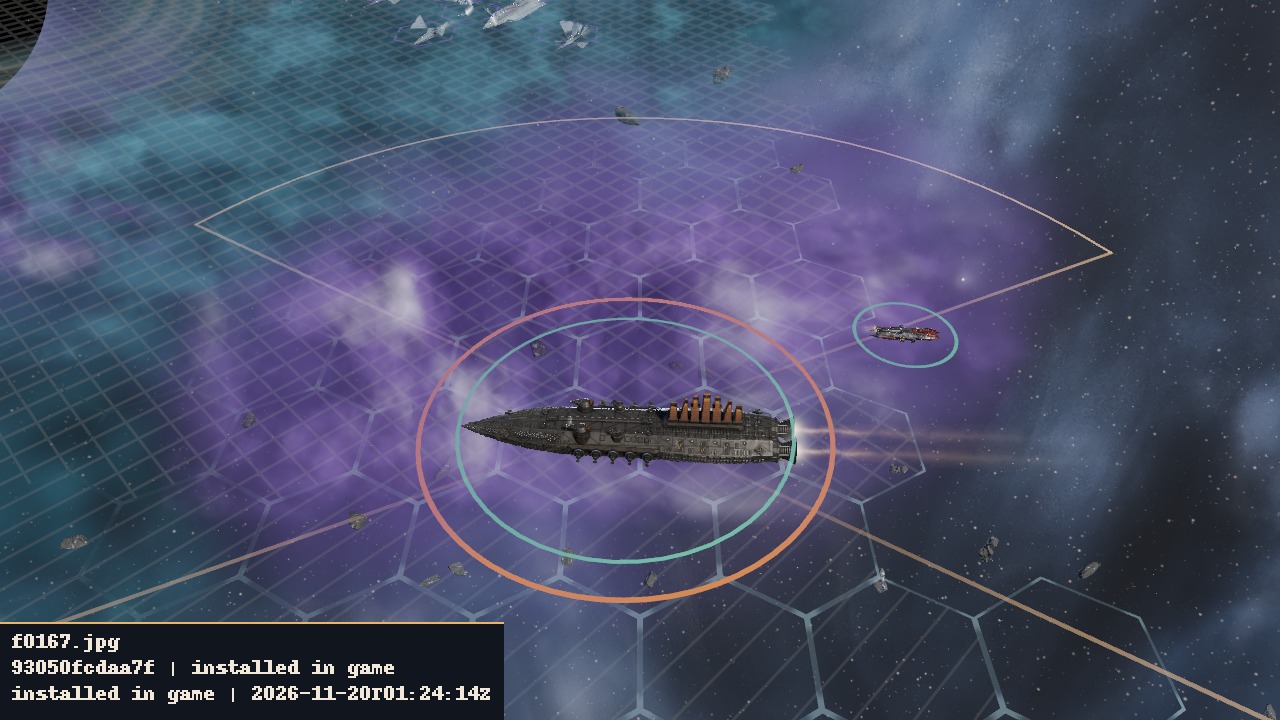 f0167.jpg
93050fcdaa7f | installed in game
installed in game | 2026-11-20T01:24:14Z